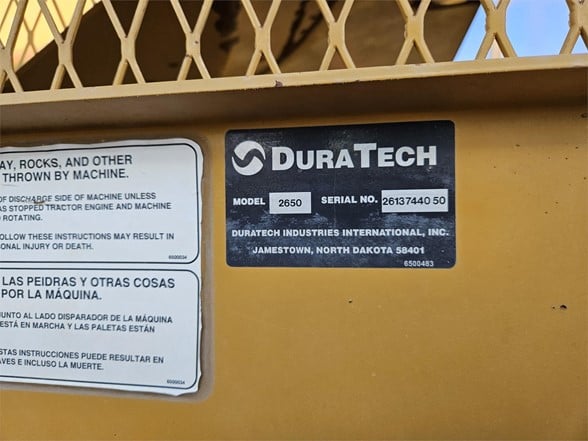 AY, ROCKS, AND OTHER
THROWN BY MACHINE.
OF DISCHARGE SIDE OF MACHINE UNLESS
AS STOPPED TRACTOR ENGINE AND MACHINE
D ROTATING.
OLLOW THESE INSTRUCTIONS MAY RESULT IN
ONAL INJURY OR DEATH.
6500034
LAS PEIDRAS Y OTRAS COSAS
POR LA MÁQUINA.
UNTO AL LADO DISPARADOR DE LA MÁQUINA
ESTÁ EN MARCHA Y LAS PALETAS ESTÁN
STAS INSTRUCCIONES PUEDE RESULTAR EN
AVES E INCLUSO LA MUERTE.
6500034
DURATECH
MODEL 2650 SERIAL NO. 26137440 50
DURATECH INDUSTRIES INTERNATIONAL, INC.
JAMESTOWN, NORTH DAKOTA 58401
6500483